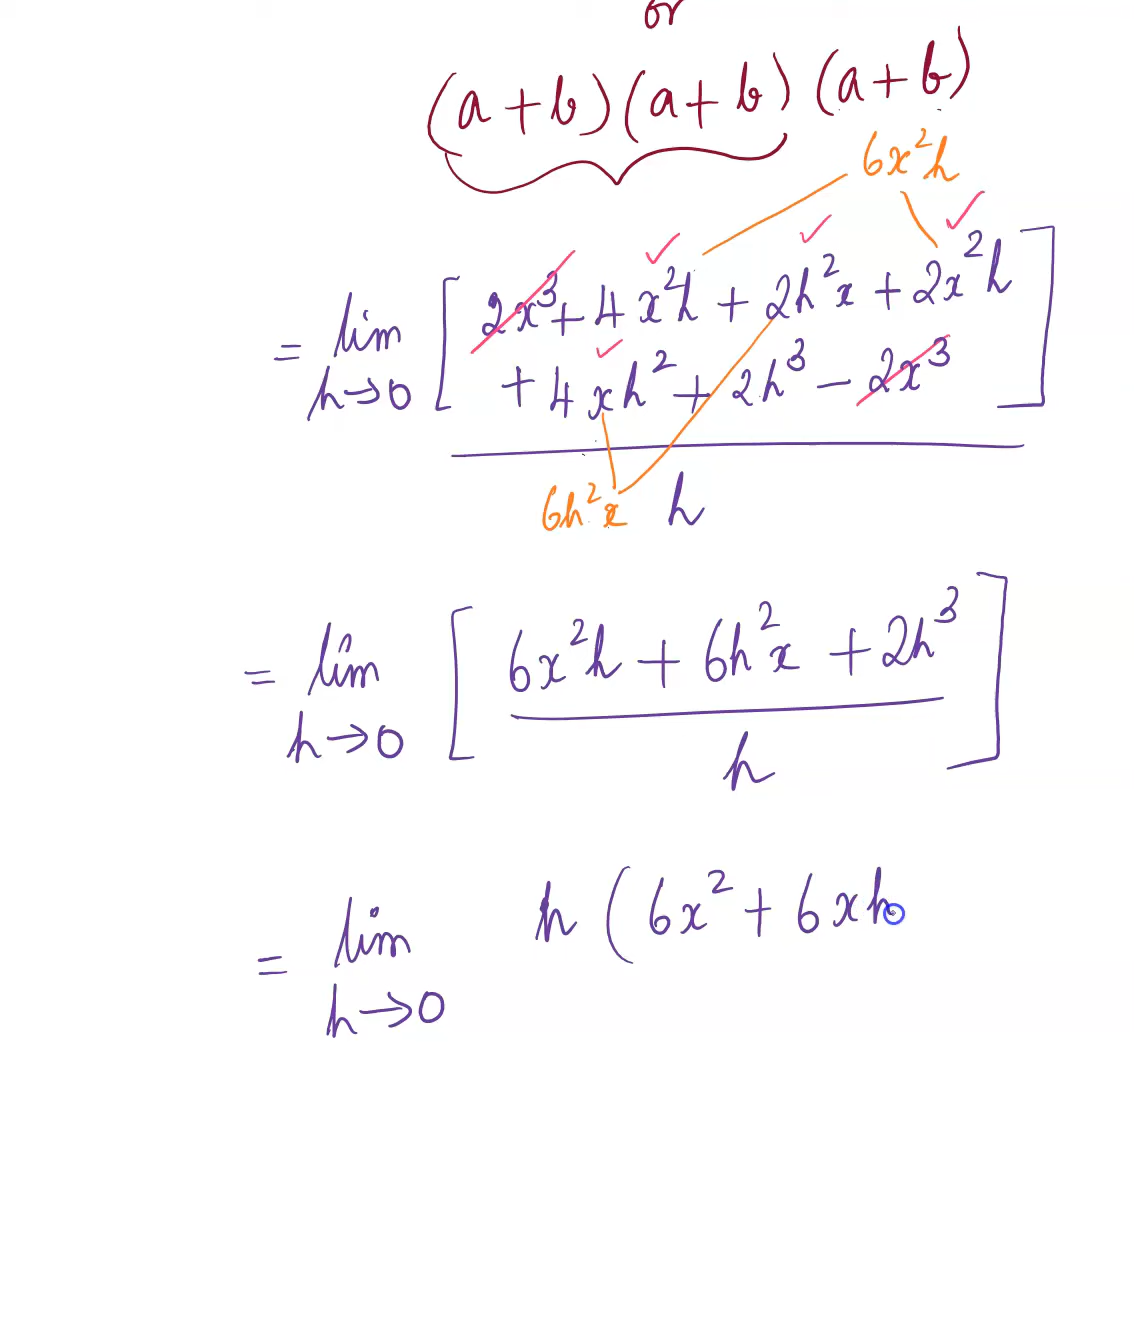 or
(a+b)(a+b)(a+b)
6x²h
= lim h→0 [ 2x³ + 4x²h + 2h²x + 2x²h
+ 4xh² + 2h³ - 2x³ ]
6h²x h
= lim h→0 [ 6x²h + 6h²x + 2h³ ]
h
= lim h→0 h (6x² + 6xh